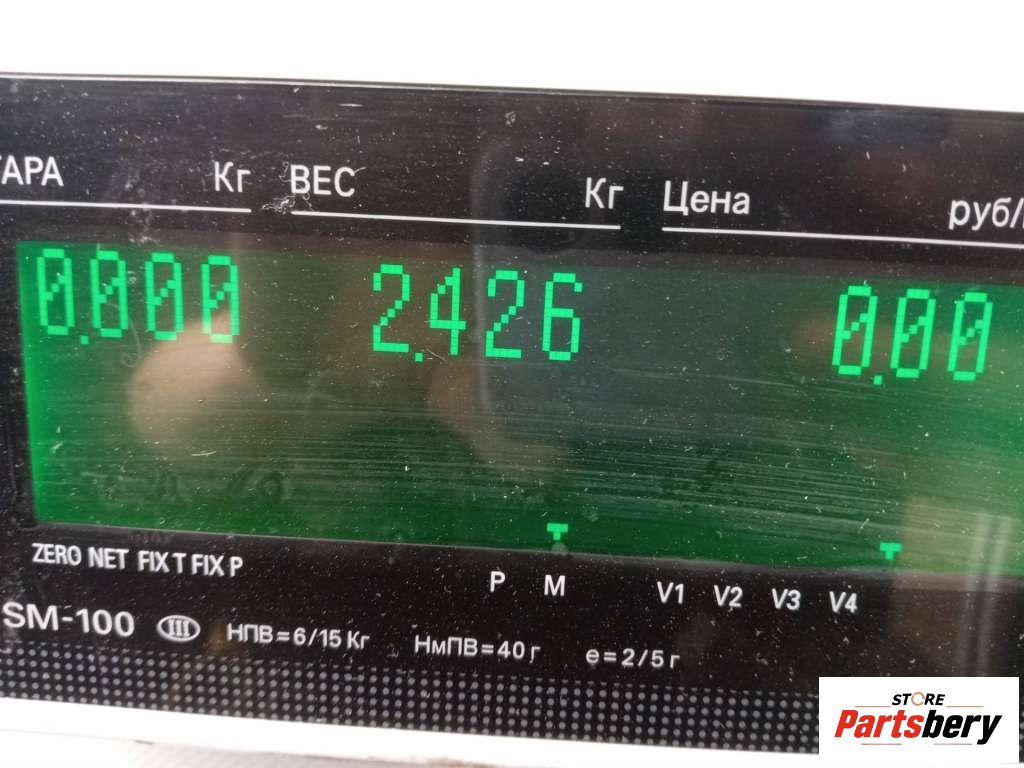 ТАРА Кг ВЕС Кг Цена руб/
0.000 2.426 0.00
ZERO NET FIX T FIX P P M V1 V2 V3 V4
SM-100 III НПВ=6/15 Кг НмПВ=40 г e=2/5 г
STORE
Partsbery